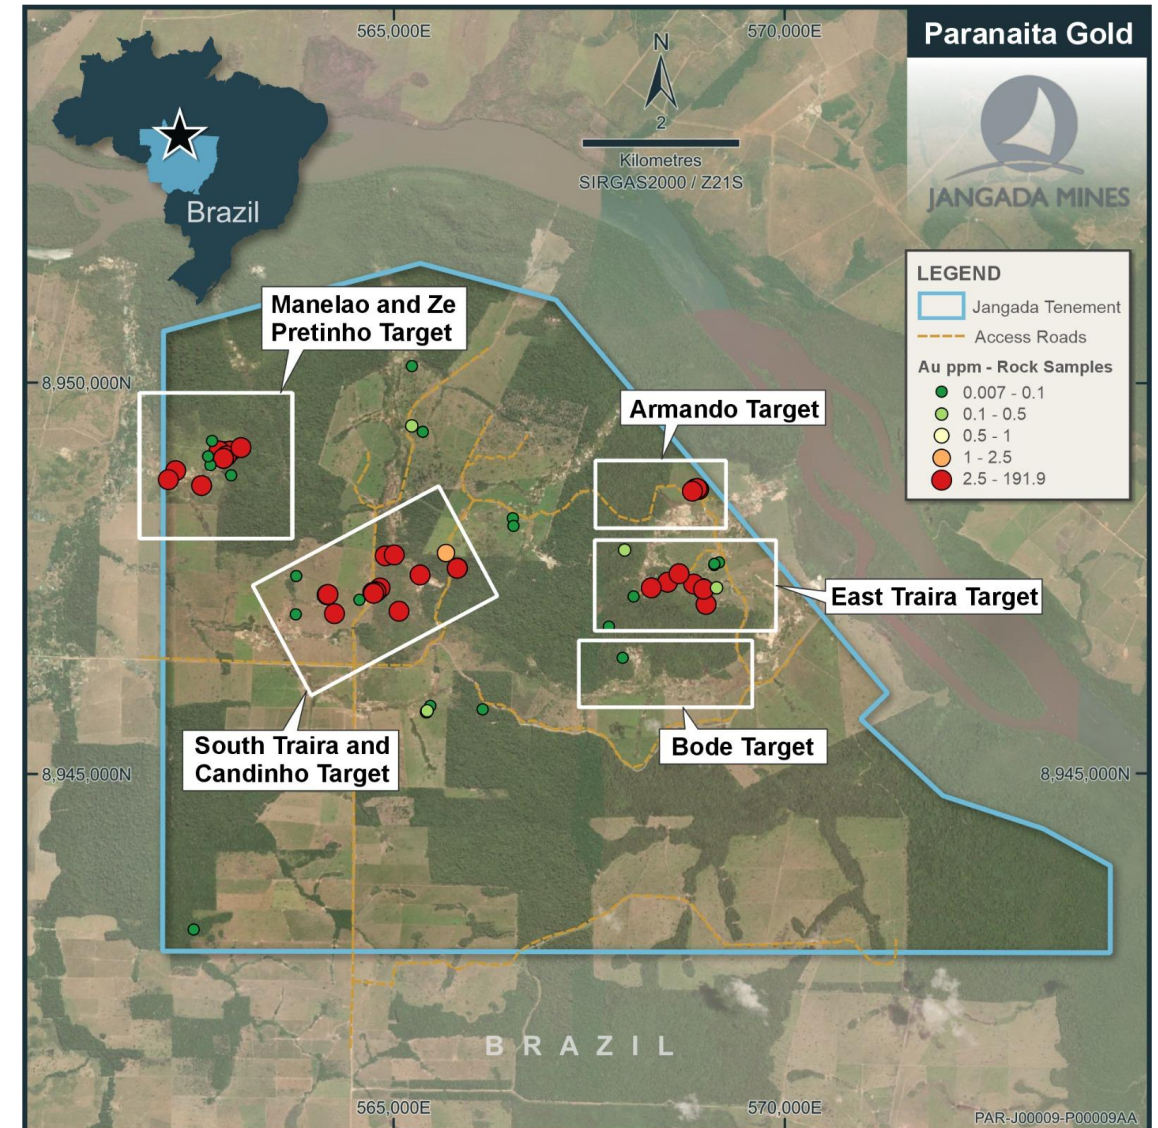 565,000E
570,000E
Paranaita Gold
N
2
Kilometres
SIRGAS2000 / Z21S
JANGADA MINES
Brazil
LEGEND
Jangada Tenement
Access Roads
Au ppm - Rock Samples
0.007 - 0.1
0.1 - 0.5
0.5 - 1
1 - 2.5
2.5 - 191.9
Manelao and Ze
Pretinho Target
8,950,000N
Armando Target
East Traira Target
South Traira and
Candinho Target
Bode Target
8,945,000N
8,945,000N
BRAZIL
565,000E
570,000E
PAR-J00009-P00009AA